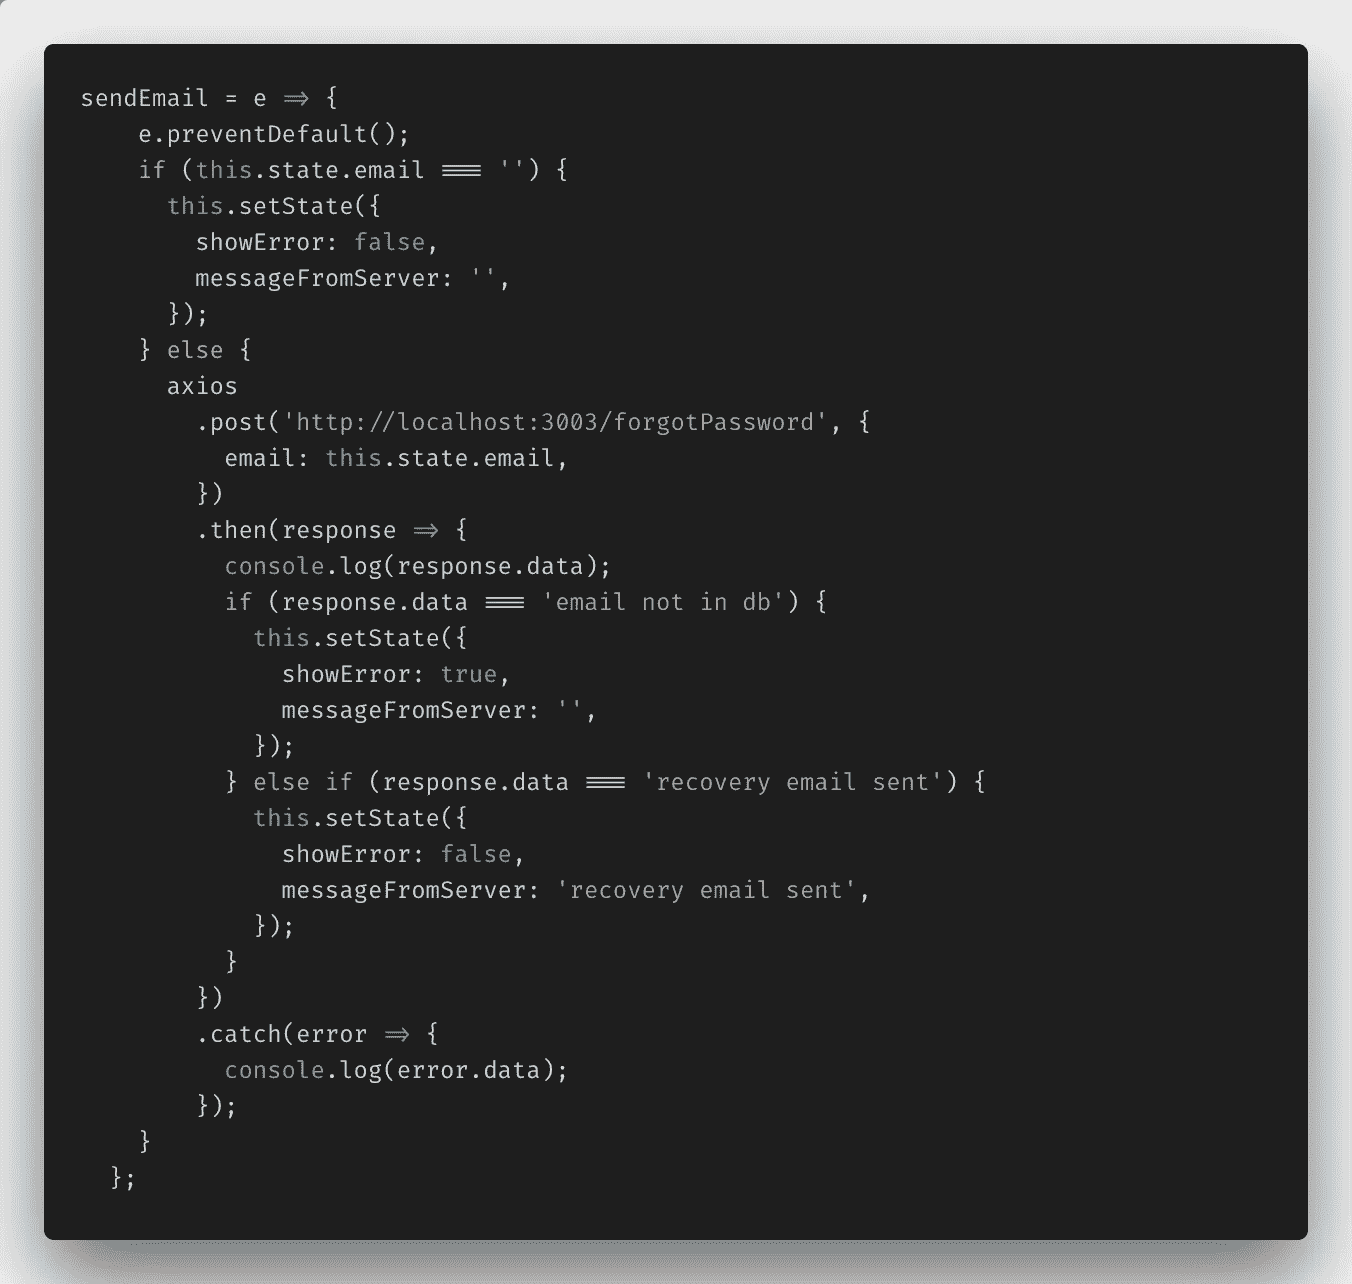 sendEmail = e => {
    e.preventDefault();
    if (this.state.email === '') {
      this.setState({
        showError: false,
        messageFromServer: '',
      });
    } else {
      axios
        .post('http://localhost:3003/forgotPassword', {
          email: this.state.email,
        })
        .then(response => {
          console.log(response.data);
          if (response.data === 'email not in db') {
            this.setState({
              showError: true,
              messageFromServer: '',
            });
          } else if (response.data === 'recovery email sent') {
            this.setState({
              showError: false,
              messageFromServer: 'recovery email sent',
            });
          }
        })
        .catch(error => {
          console.log(error.data);
        });
    }
  };